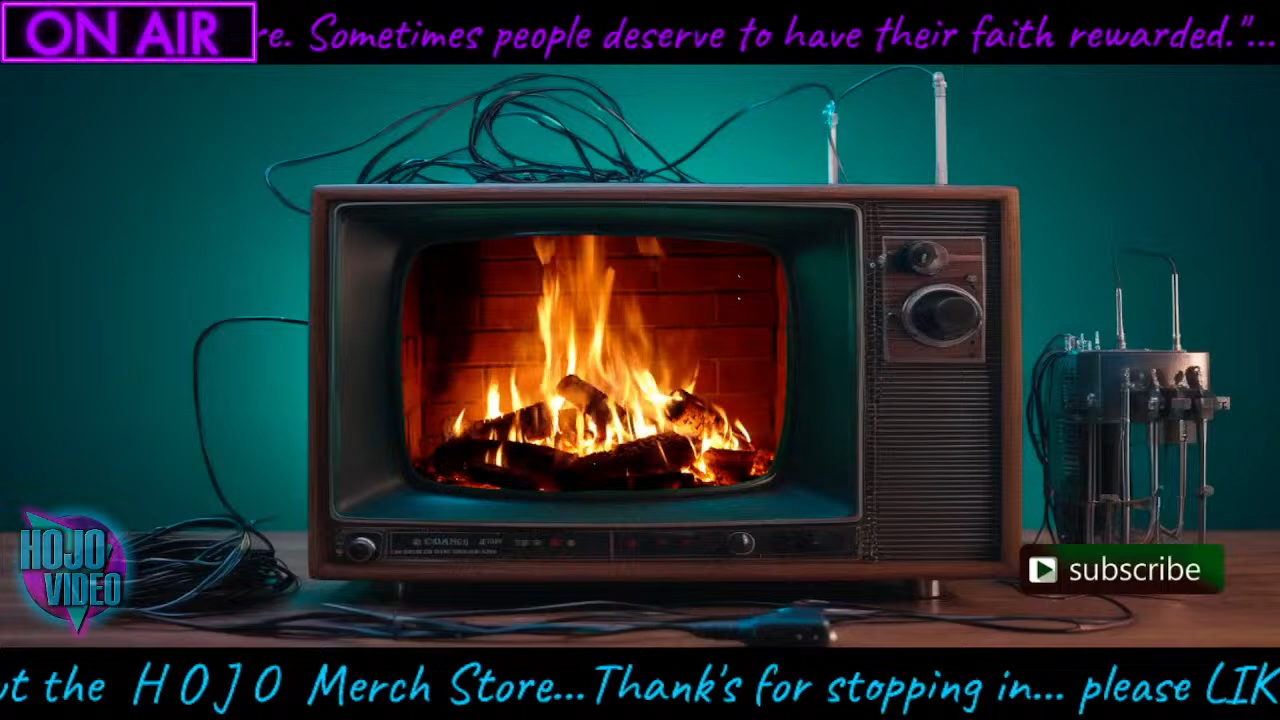 ON AIR
re. Sometimes people deserve to have their faith rewarded."...
HOJO
VIDEO
subscribe
ut the H O J O Merch Store...Thank's for stopping in... please LIK